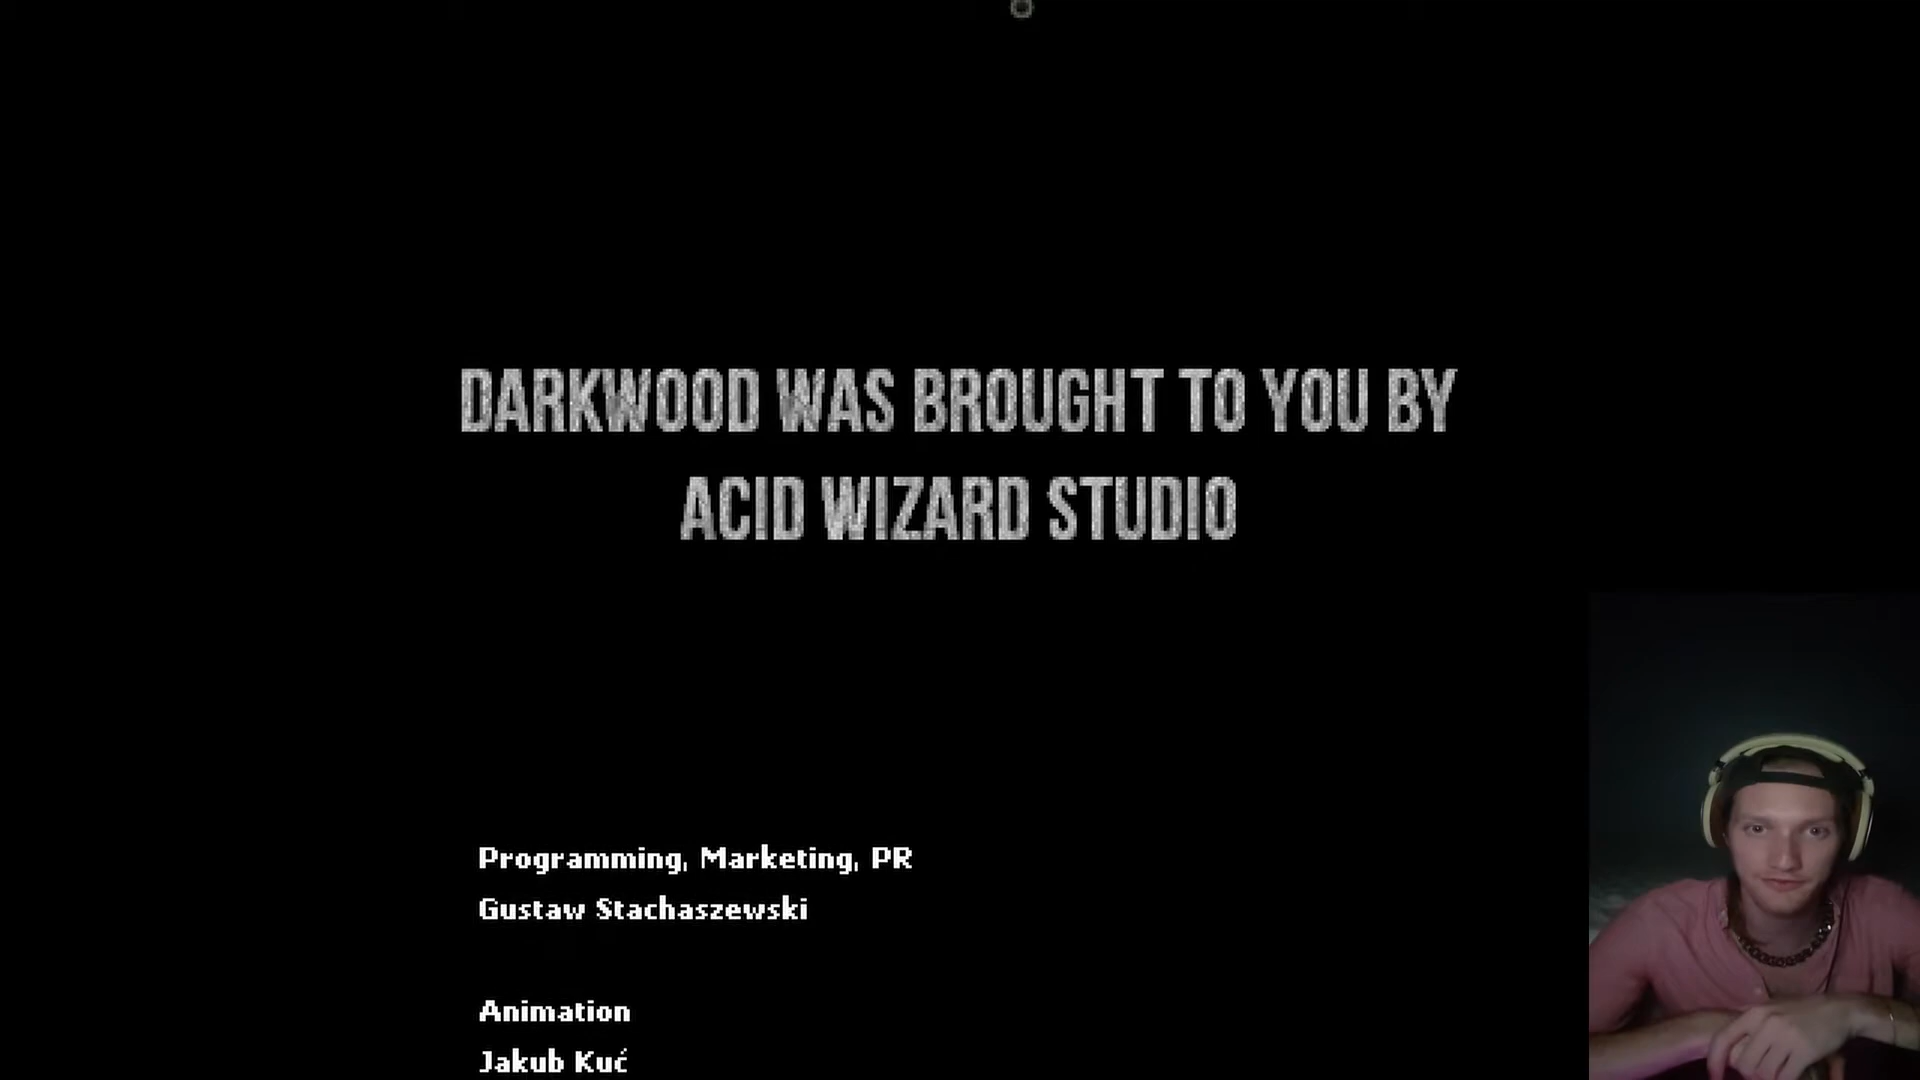 DARKWOOD WAS BROUGHT TO YOU BY
ACID WIZARD STUDIO
Programming, Marketing, PR
Gustaw Stachaszewski
Animation
Jakub Kuć